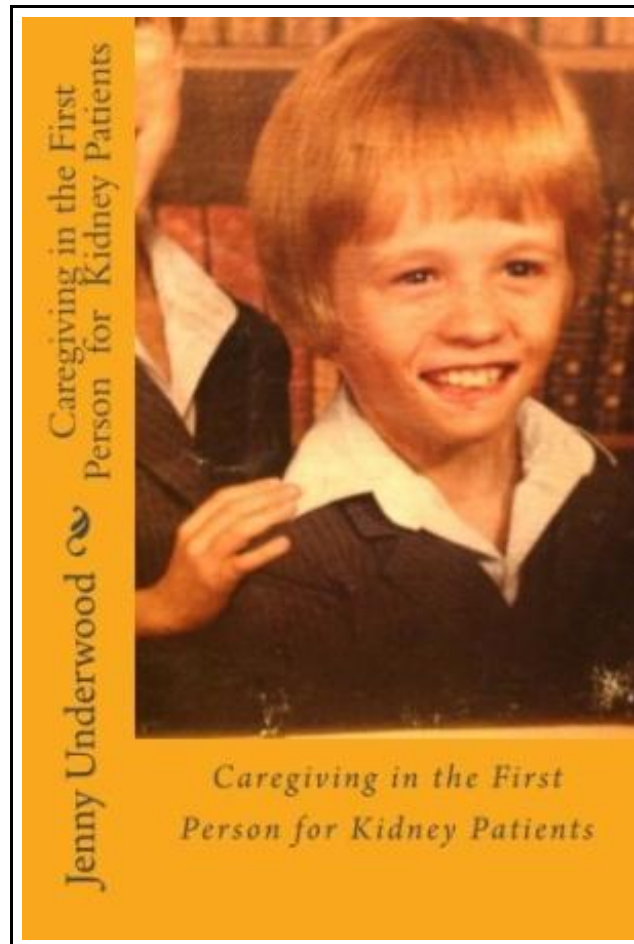 Jenny Underwood
Caregiving in the First
Person for Kidney Patients
Caregiving in the First
Person for Kidney Patients